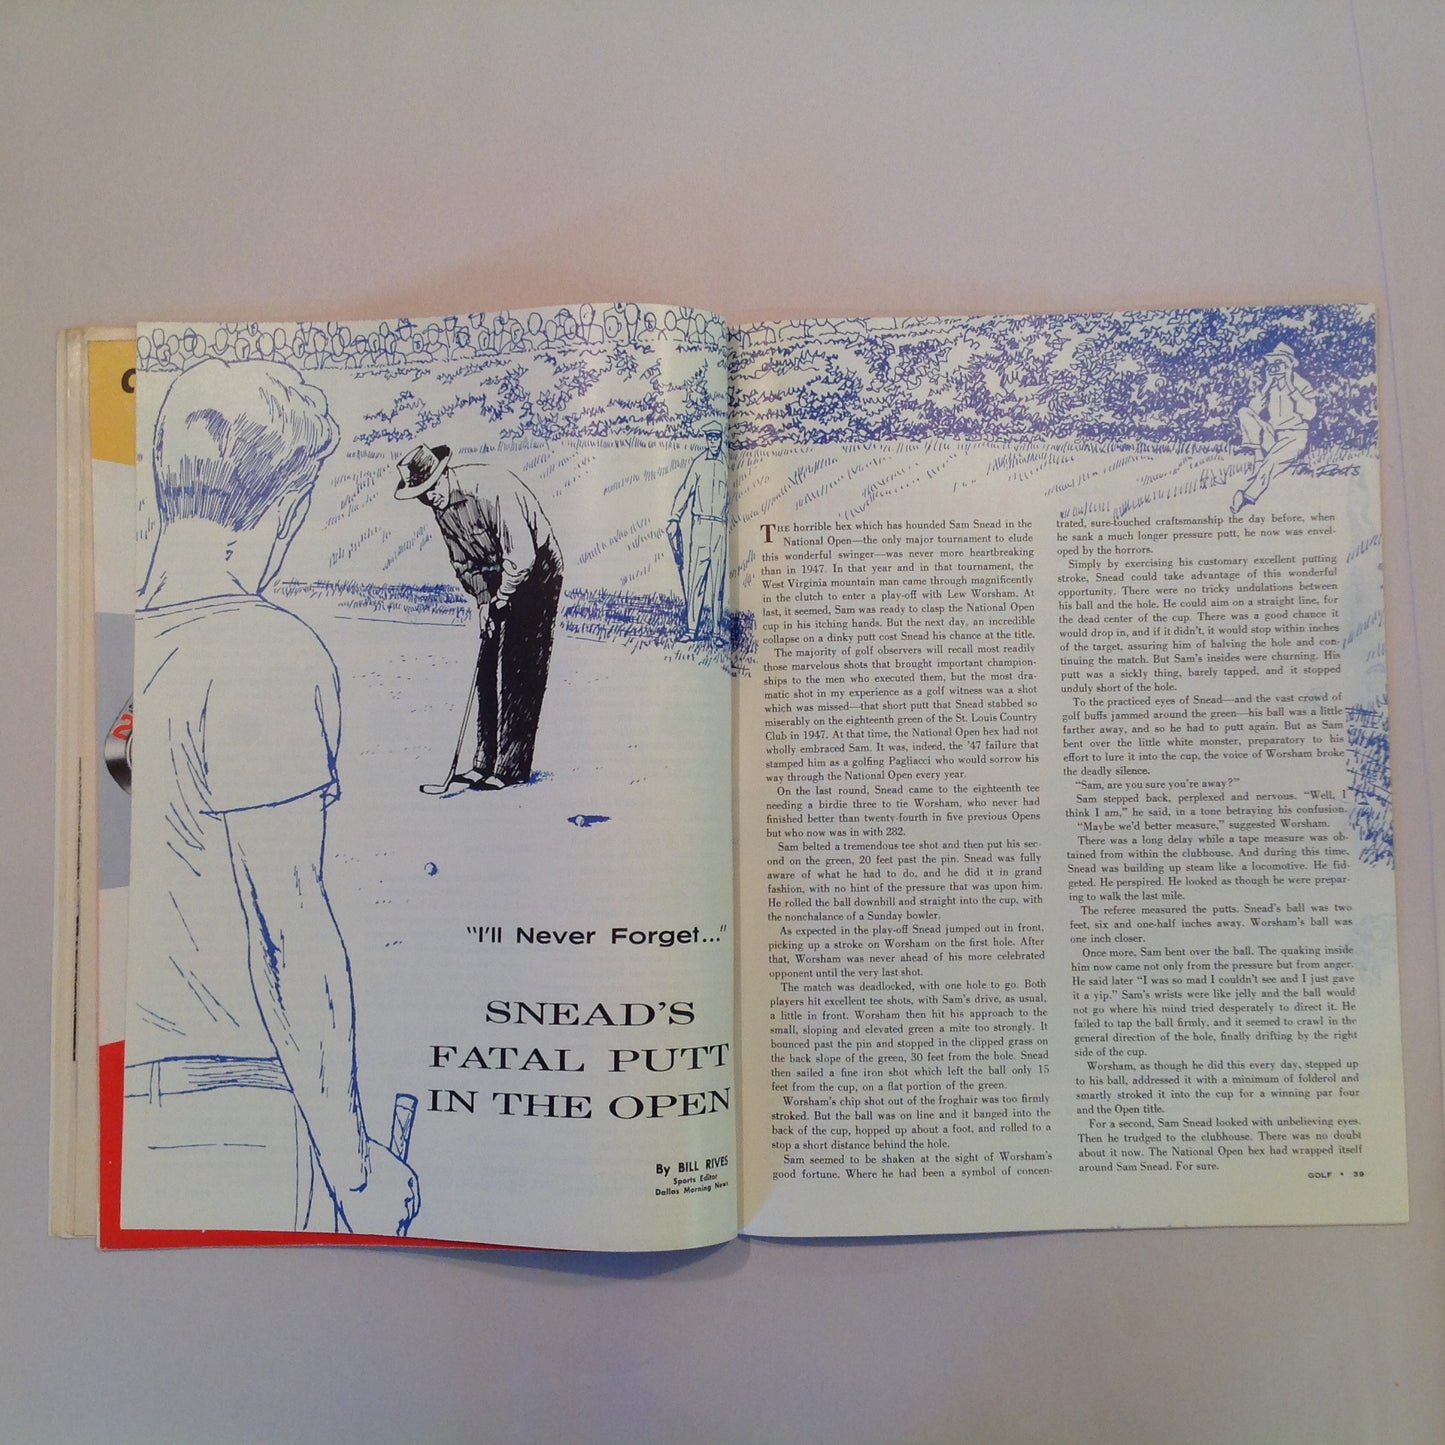 "I'll Never Forget..."
SNEAD'S
FATAL PUTT
IN THE OPEN
By BILL RIVES
Sports Editor
Dallas Morning News
THE horrible hex which has hounded Sam Snead in the
National Open—the only major tournament to elude
this wonderful swinger—was never more heartbreaking
than in 1947. In that year and in that tournament, the
West Virginia mountain man came through magnificently
in the clutch to enter a play-off with Lew Worsham. At
last, it seemed, Sam was ready to clasp the National Open
cup in his itching hands. But the next day, an incredible
collapse on a dinky putt cost Snead his chance at the title.
The majority of golf observers will recall most readily
those marvelous shots that brought important champion-
ships to the men who executed them, but the most dra-
matic shot in my experience as a golf witness was a shot
which was missed—that short putt that Snead stabbed so
miserably on the eighteenth green of the St. Louis Country
Club in 1947. At that time, the National Open hex had not
wholly embraced Sam. It was, indeed, the '47 failure that
stamped him as a golfing Pagliacci who would sorrow his
way through the National Open every year.
On the last round, Snead came to the eighteenth tee
needing a birdie three to tie Worsham, who never had
finished better than twenty-fourth in five previous Opens
but who now was in with 282.
Sam belted a tremendous tee shot and then put his sec-
ond on the green, 20 feet past the pin. Snead was fully
aware of what he had to do, and he did it in grand
fashion, with no hint of the pressure that was upon him.
He rolled the ball downhill and straight into the cup, with
the nonchalance of a Sunday bowler.
As expected in the play-off Snead jumped out in front,
picking up a stroke on Worsham on the first hole. After
that, Worsham was never ahead of his more celebrated
opponent until the very last shot.
The match was deadlocked, with one hole to go. Both
players hit excellent tee shots, with Sam's drive, as usual,
a little in front. Worsham then hit his approach to the
small, sloping and elevated green a mite too strongly. It
bounced past the pin and stopped in the clipped grass on
the back slope of the green, 30 feet from the hole. Snead
then sailed a fine iron shot which left the ball only 15
feet from the cup, on a flat portion of the green.
Worsham's chip shot out of the froghair was too firmly
stroked. But the ball was on line and it banged into the
back of the cup, hopped up about a foot, and rolled to a
stop a short distance behind the hole.
Sam seemed to be shaken at the sight of Worsham's
good fortune. Where he had been a symbol of concen-
trated, sure-touched craftsmanship the day before, when
he sank a much longer pressure putt, he now was envel-
oped by the horrors.
Simply by exercising his customary excellent putting
stroke, Snead could take advantage of this wonderful
opportunity. There were no tricky undulations between
his ball and the hole. He could aim on a straight line, for
the dead center of the cup. There was a good chance it
would drop in, and if it didn't, it would stop within inches
of the target, assuring him of halving the hole and con-
tinuing the match. But Sam's insides were churning. His
putt was a sickly thing, barely tapped, and it stopped
unduly short of the hole.
To the practiced eyes of Snead—and the vast crowd of
golf buffs jammed around the green—his ball was a little
farther away, and so he had to putt again. But as Sam
bent over the little white monster, preparatory to his
effort to lure it into the cup, the voice of Worsham broke
the deadly silence.
"Sam, are you sure you're away?"
Sam stepped back, perplexed and nervous. "Well, I
think I am," he said, in a tone betraying his confusion.
"Maybe we'd better measure," suggested Worsham.
There was a long delay while a tape measure was ob-
tained from within the clubhouse. And during this time,
Snead was building up steam like a locomotive. He fid-
geted. He perspired. He looked as though he were prepar-
ing to walk the last mile.
The referee measured the putts. Snead's ball was two
feet, six and one-half inches away. Worsham's ball was
one inch closer.
Once more, Sam bent over the ball. The quaking inside
him now came not only from the pressure but from anger.
He said later "I was so mad I couldn't see and I just gave
it a yip." Sam's wrists were like jelly and the ball would
not go where his mind tried desperately to direct it. He
failed to tap the ball firmly, and it seemed to crawl in the
general direction of the hole, finally drifting by the right
side of the cup.
Worsham, as though he did this every day, stepped up
to his ball, addressed it with a minimum of folderol and
smartly stroked it into the cup for a winning par four
and the Open title.
For a second, Sam Snead looked with unbelieving eyes.
Then he trudged to the clubhouse. There was no doubt
about it now. The National Open hex had wrapped itself
around Sam Snead. For sure.
GOLF • 39